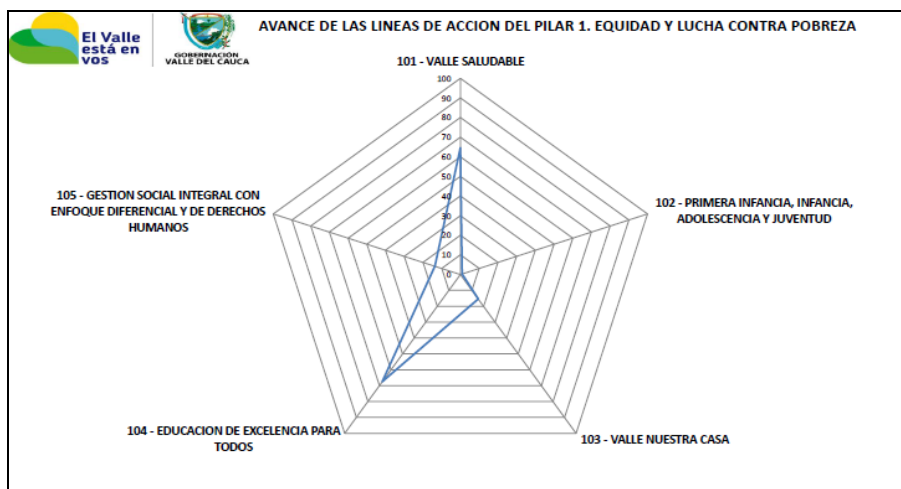 El Valle
está en
vos
GOBERNACIÓN
VALLE DEL CAUCA
AVANCE DE LAS LINEAS DE ACCION DEL PILAR 1. EQUIDAD Y LUCHA CONTRA POBREZA
101 - VALLE SALUDABLE
100
90
80
70
60
50
40
30
20
10
0
102 - PRIMERA INFANCIA, INFANCIA,
ADOLESCENCIA Y JUVENTUD
103 - VALLE NUESTRA CASA
104 - EDUCACION DE EXCELENCIA PARA
TODOS
105 - GESTION SOCIAL INTEGRAL CON
ENFOQUE DIFERENCIAL Y DE DERECHOS
HUMANOS